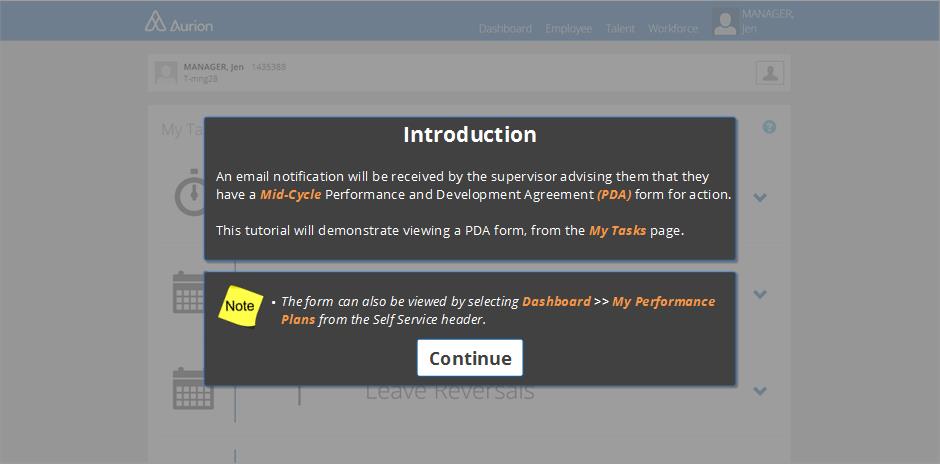 Aurion
Dashboard Employee Talent Workforce
MANAGER,
Jen
MANAGER, Jen 1435388
T-mng28
My Ta
Introduction
An email notification will be received by the supervisor advising them that they
have a Mid-Cycle Performance and Development Agreement (PDA) form for action.
This tutorial will demonstrate viewing a PDA form, from the My Tasks page.
Note
• The form can also be viewed by selecting Dashboard >> My Performance
Plans from the Self Service header.
Continue
Leave Reversals